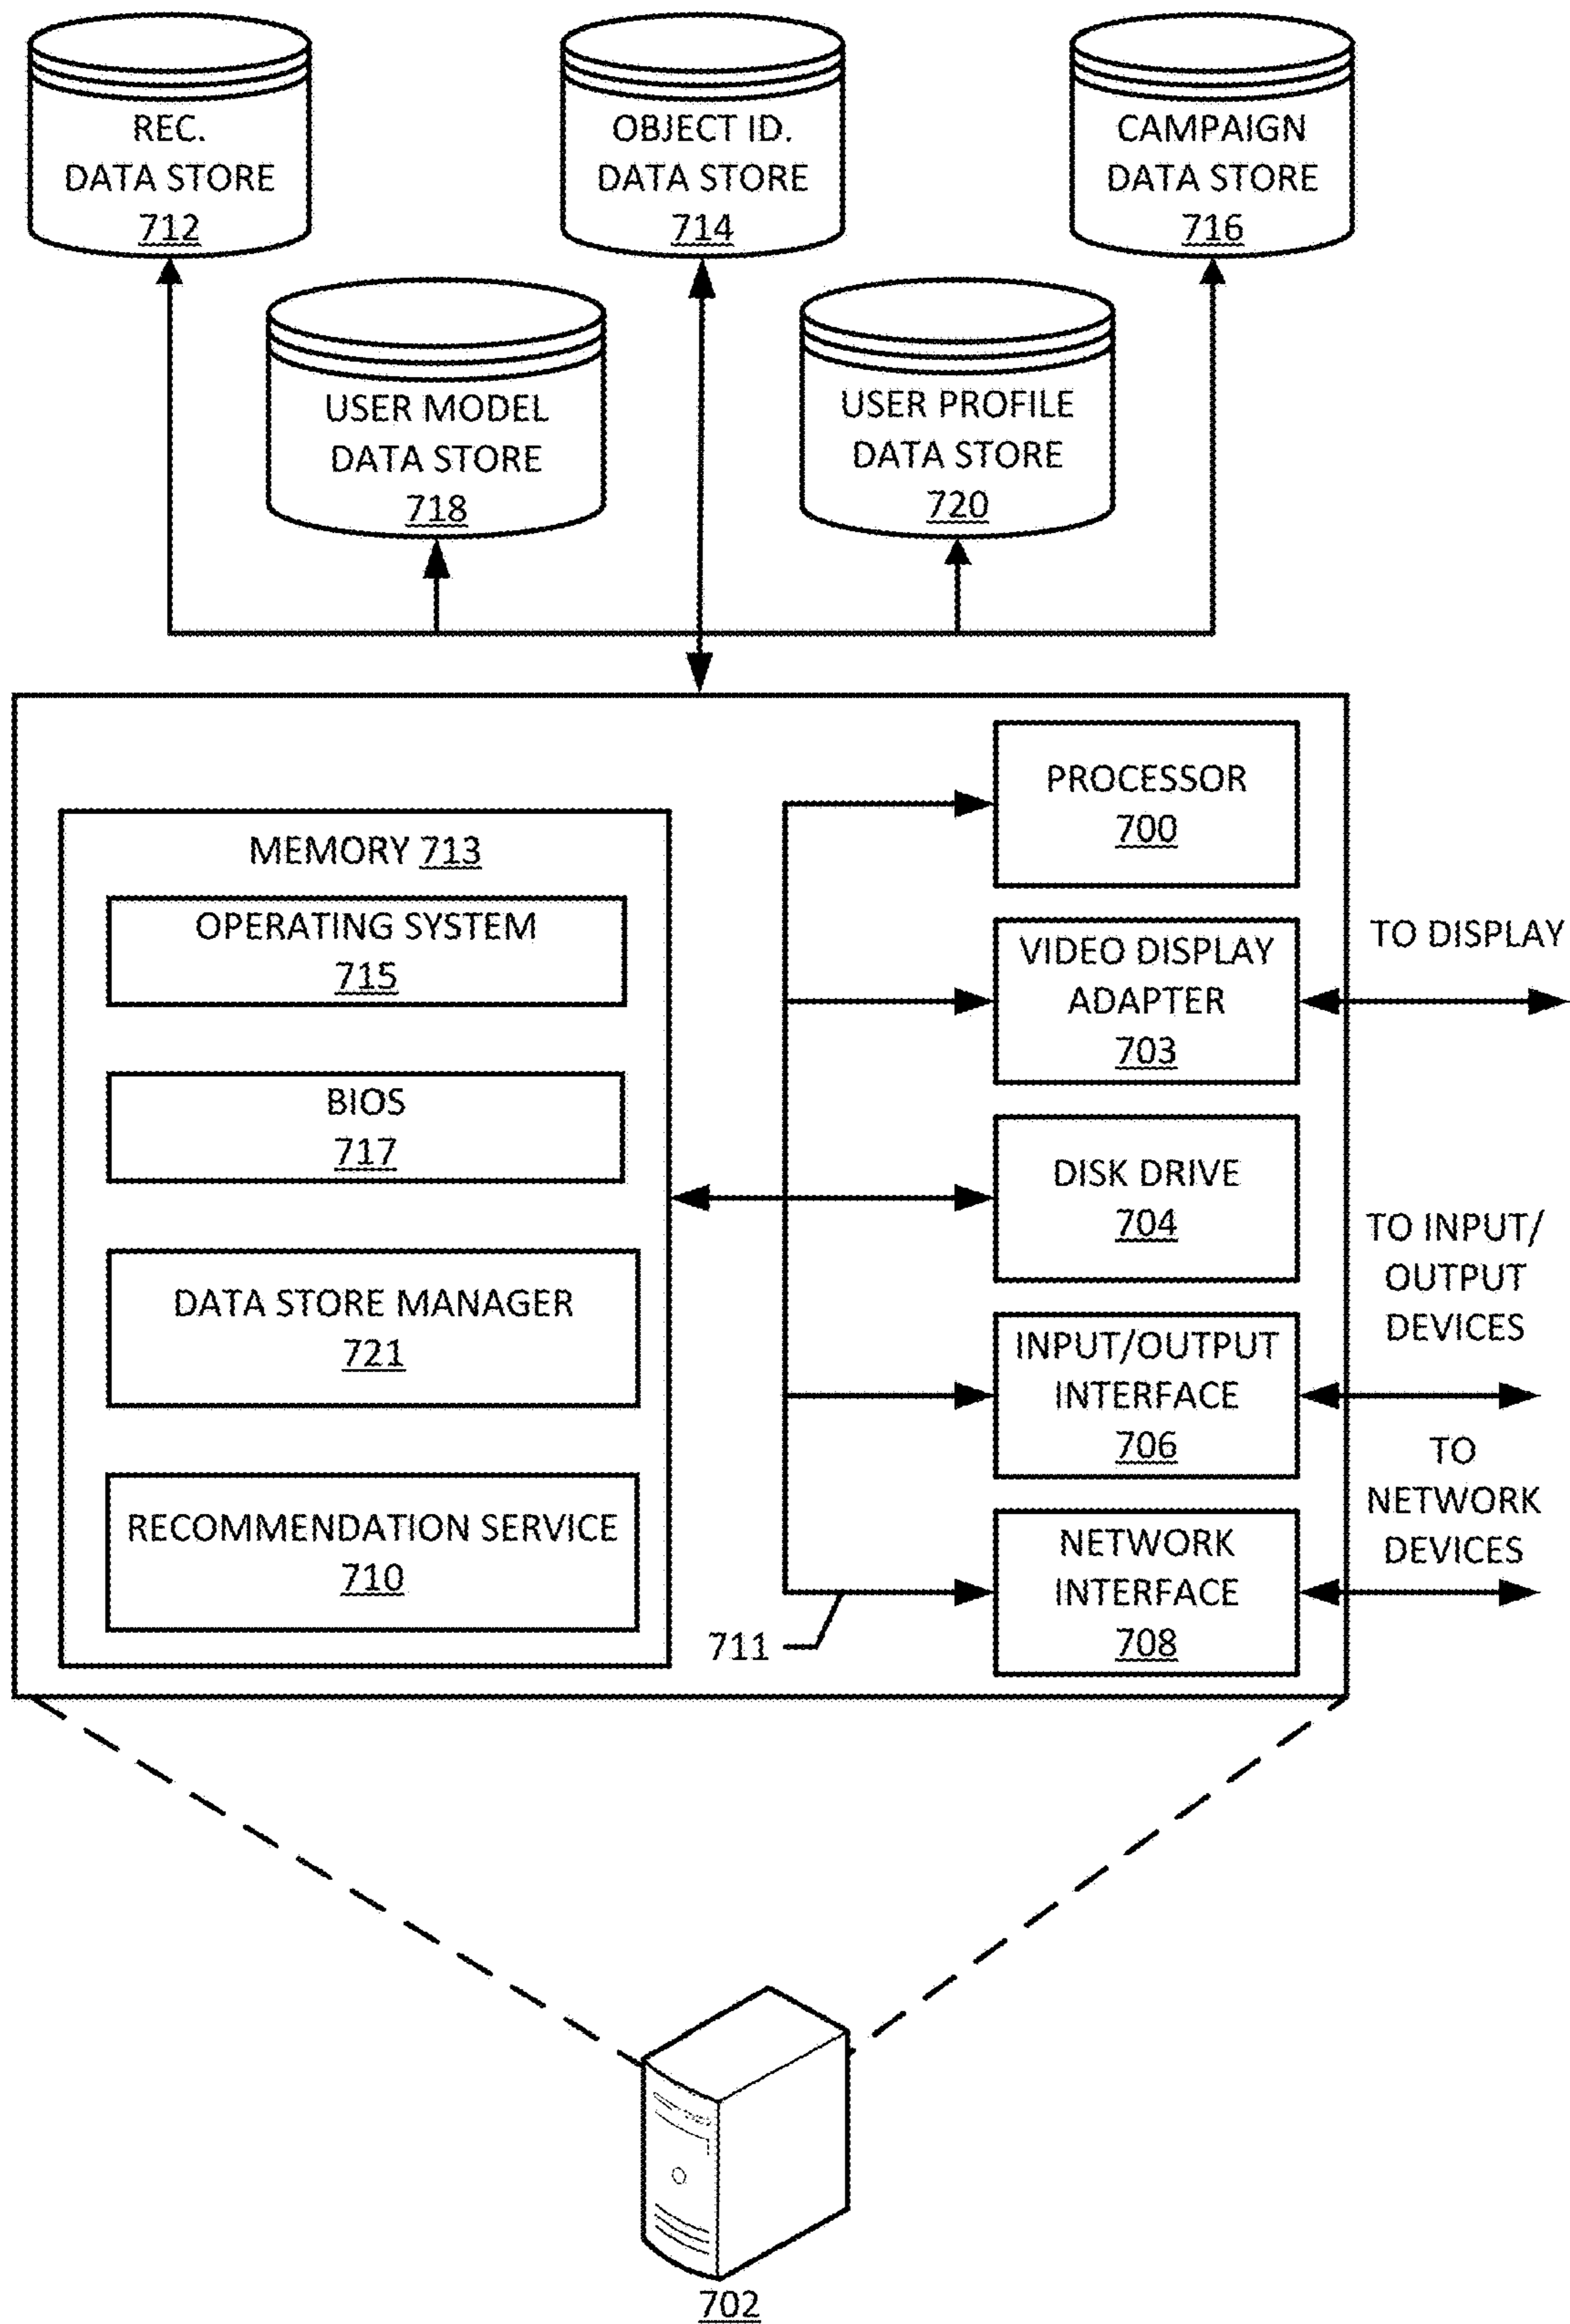 REC.
DATA STORE
712
OBJECT ID.
DATA STORE
714
CAMPAIGN
DATA STORE
716
USER MODEL
DATA STORE
718
USER PROFILE
DATA STORE
720
MEMORY 713
OPERATING SYSTEM
715
BIOS
717
DATA STORE MANAGER
721
RECOMMENDATION SERVICE
710
PROCESSOR
700
VIDEO DISPLAY
ADAPTER
703
DISK DRIVE
704
INPUT/OUTPUT
INTERFACE
706
NETWORK
INTERFACE
708
711
TO DISPLAY
TO INPUT/
OUTPUT
DEVICES
TO
NETWORK
DEVICES
702